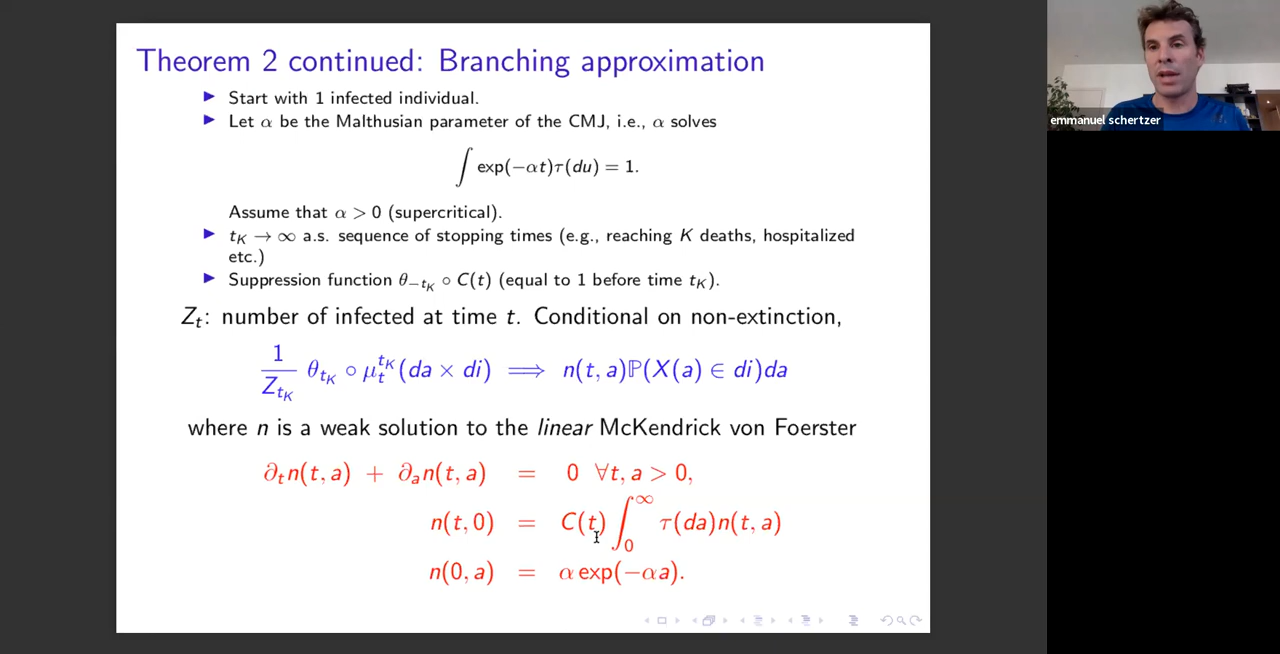 Theorem 2 continued: Branching approximation
▶ Start with 1 infected individual.
▶ Let α be the Malthusian parameter of the CMJ, i.e., α solves
∫ exp(−αt)τ(du) = 1.
Assume that α > 0 (supercritical).
▶ t_K → ∞ a.s. sequence of stopping times (e.g., reaching K deaths, hospitalized
etc.)
▶ Suppression function θ_{−t_K} ∘ C(t) (equal to 1 before time t_K).
Z_t: number of infected at time t. Conditional on non-extinction,
1/Z_{t_K} θ_{t_K} ∘ μ_t^{t_K}(da × di) ⟹ n(t, a)ℙ(X(a) ∈ di)da
where n is a weak solution to the linear McKendrick von Foerster
∂_t n(t, a) + ∂_a n(t, a) = 0 ∀t, a > 0,
n(t, 0) = C(t) ∫_0^∞ τ(da)n(t, a)
n(0, a) = α exp(−αa).
emmanuel schertzer